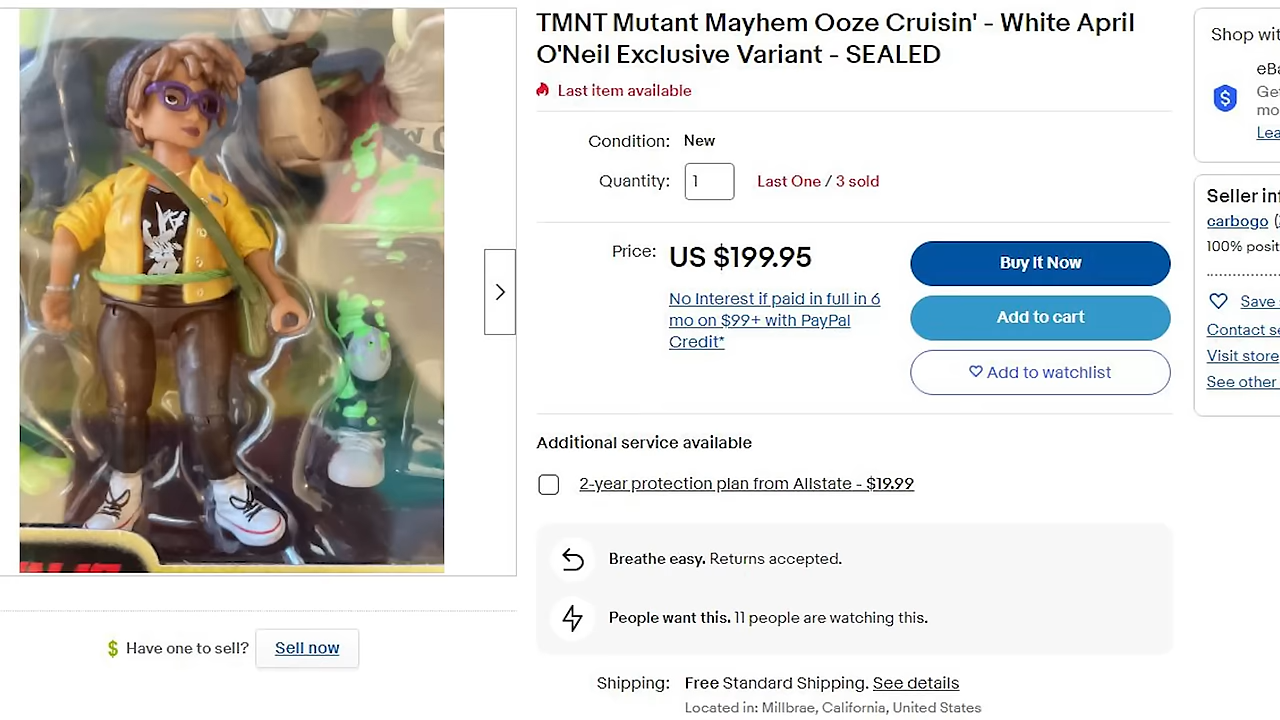 TMNT Mutant Mayhem Ooze Cruisin' - White April
O'Neil Exclusive Variant - SEALED
Last item available
Condition: New
Quantity: 1 Last One / 3 sold
Price: US $199.95
No Interest if paid in full in 6
mo on $99+ with PayPal
Credit*
Buy It Now
Add to cart
Add to watchlist
Additional service available
2-year protection plan from Allstate - $19.99
Breathe easy. Returns accepted.
People want this. 11 people are watching this.
Shipping: Free Standard Shipping. See details
Located in: Millbrae, California, United States
$ Have one to sell? Sell now
Shop wit
eBa
Get
mo
Lea
Seller inf
carbogo (
100% posit
Save
Contact se
Visit store
See other